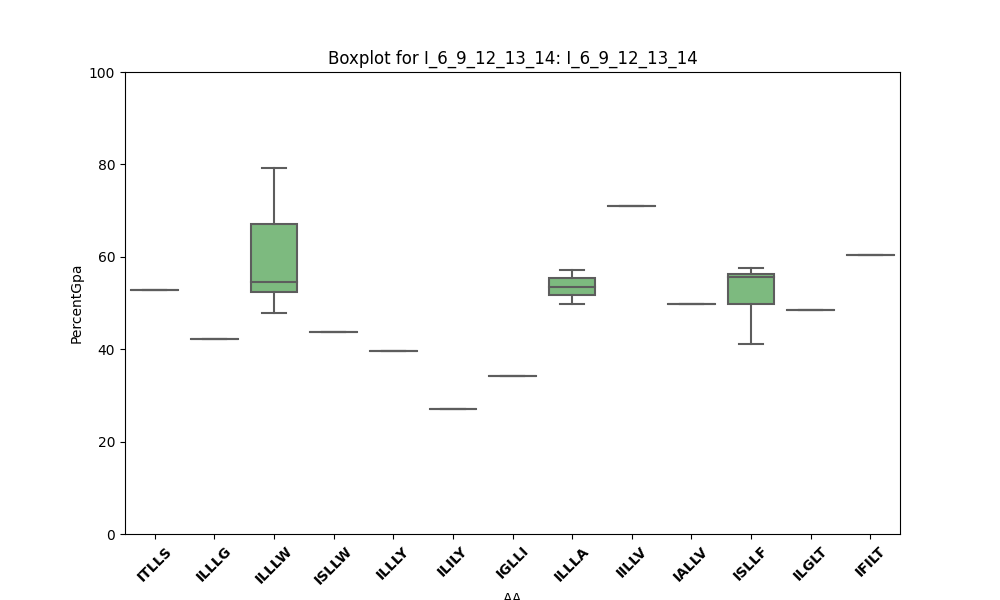 Boxplot for I_6_9_12_13_14: I_6_9_12_13_14
100
80
60
40
20
0
PercentGpa
ITLLS
ILLLG
ILLLW
ISLLW
ILLLY
ILILY
IGLLI
ILLLA
IILLV
IALLV
ISLLF
ILGLT
IFILT
AA